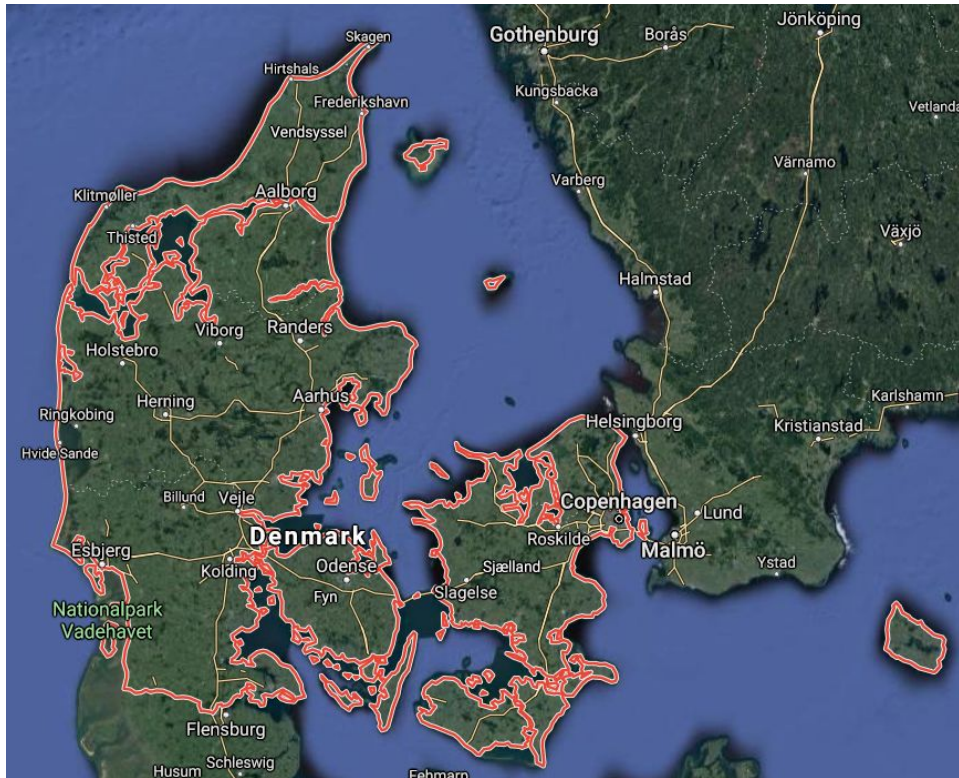 Skagen
Gothenburg
Borås
Jönköping
Hirtshals
Kungsbacka
Frederikshavn
Vetlanda
Vendsyssel
Värnamo
Klitmøller
Aalborg
Varberg
Thisted
Växjö
Halmstad
Viborg
Randers
Holstebro
Herning
Aarhus
Karlshamn
Ringkobing
Helsingborg
Kristianstad
Hvide Sande
Billund
Vejle
Copenhagen
Lund
Denmark
Roskilde
Malmö
Esbjerg
Kolding
Odense
Sjælland
Ystad
Fyn
Slagelse
Nationalpark
Vadehavet
Flensburg
Schleswig
Husum
Fehmarn